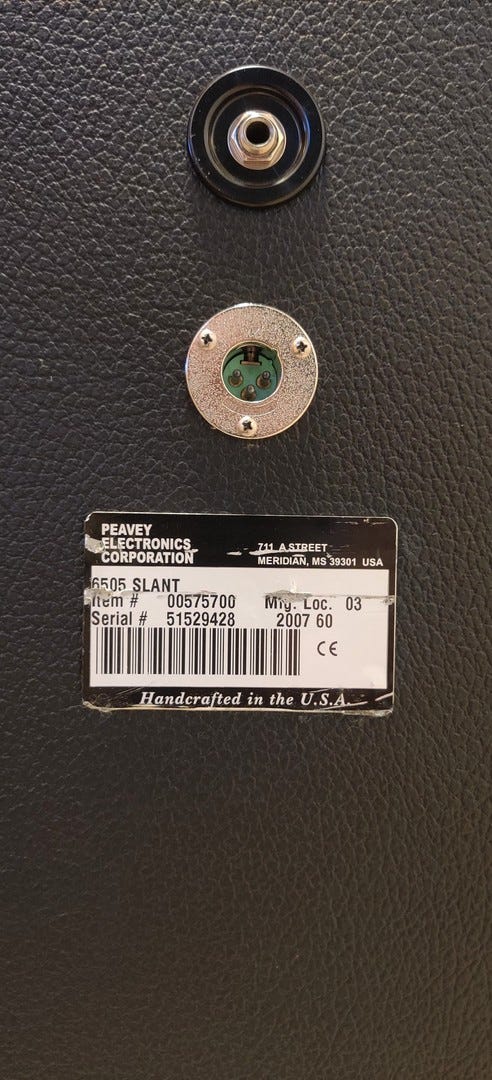 PEAVEY
ELECTRONICS
CORPORATION
711 A STREET
MERIDIAN, MS 39301 USA
6505 SLANT
Item # 00575700 Mfg. Loc. 03
Serial # 51529428 2007 60
CE
Handcrafted in the U.S.A.